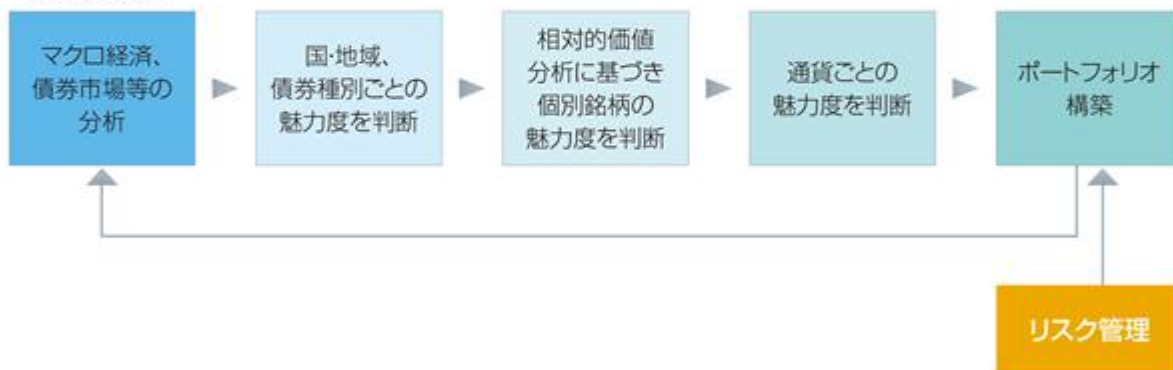 マクロ経済、
債券市場等の
分析
国・地域、
債券種別ごとの
魅力度を判断
相対的価値
分析に基づき
個別銘柄の
魅力度を判断
通貨ごとの
魅力度を判断
ポートフォリオ
構築
リスク管理